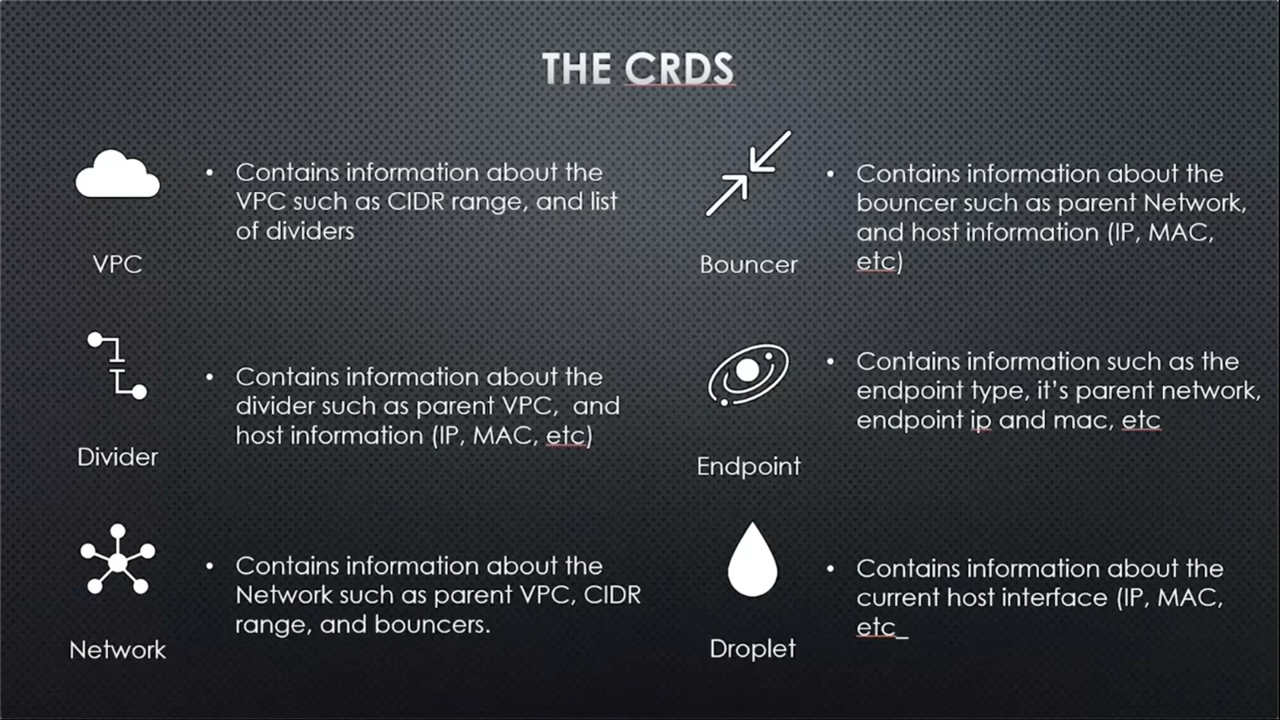 THE CRDS
VPC
• Contains information about the
VPC such as CIDR range, and list
of dividers
Divider
• Contains information about the
divider such as parent VPC,  and
host information (IP, MAC, etc)
Network
• Contains information about the
Network such as parent VPC, CIDR
range, and bouncers.
Bouncer
• Contains information about the
bouncer such as parent Network,
and host information (IP, MAC,
etc)
Endpoint
• Contains information such as the
endpoint type, it's parent network,
endpoint ip and mac, etc
Droplet
• Contains information about the
current host interface (IP, MAC,
etc_